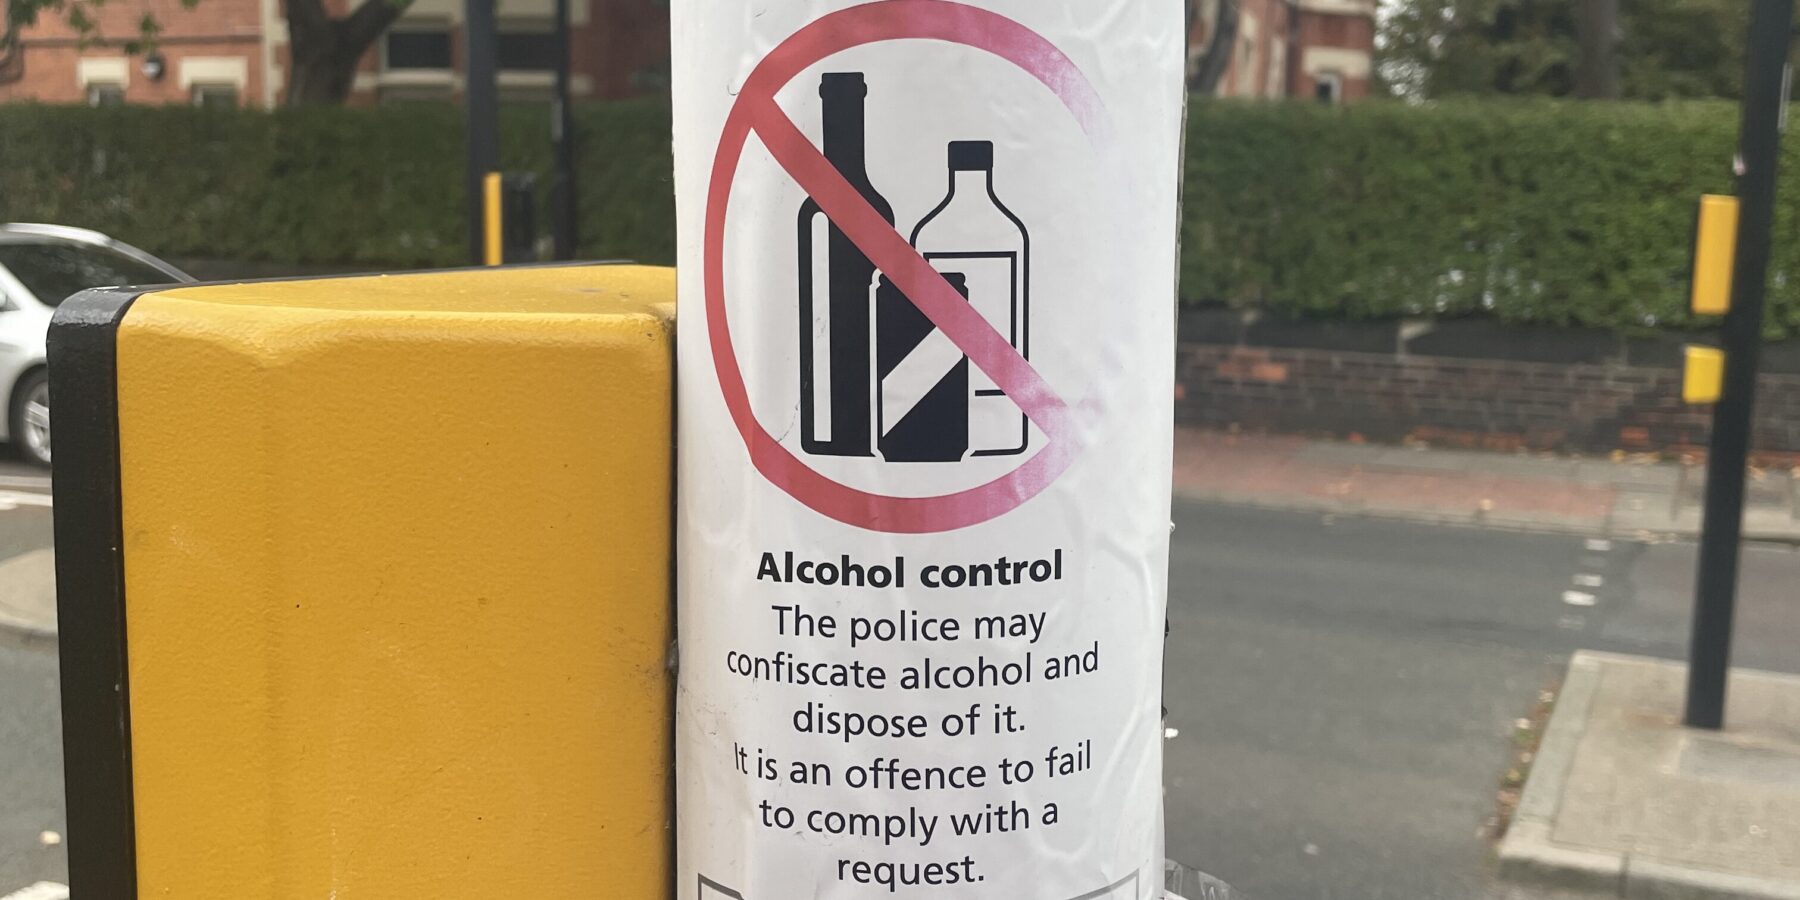 Alcohol control
The police may
confiscate alcohol and
dispose of it.
It is an offence to fail
to comply with a
request.